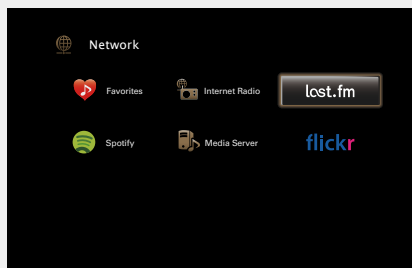 Network
Favorites
Internet Radio
last.fm
Spotify
Media Server
flickr